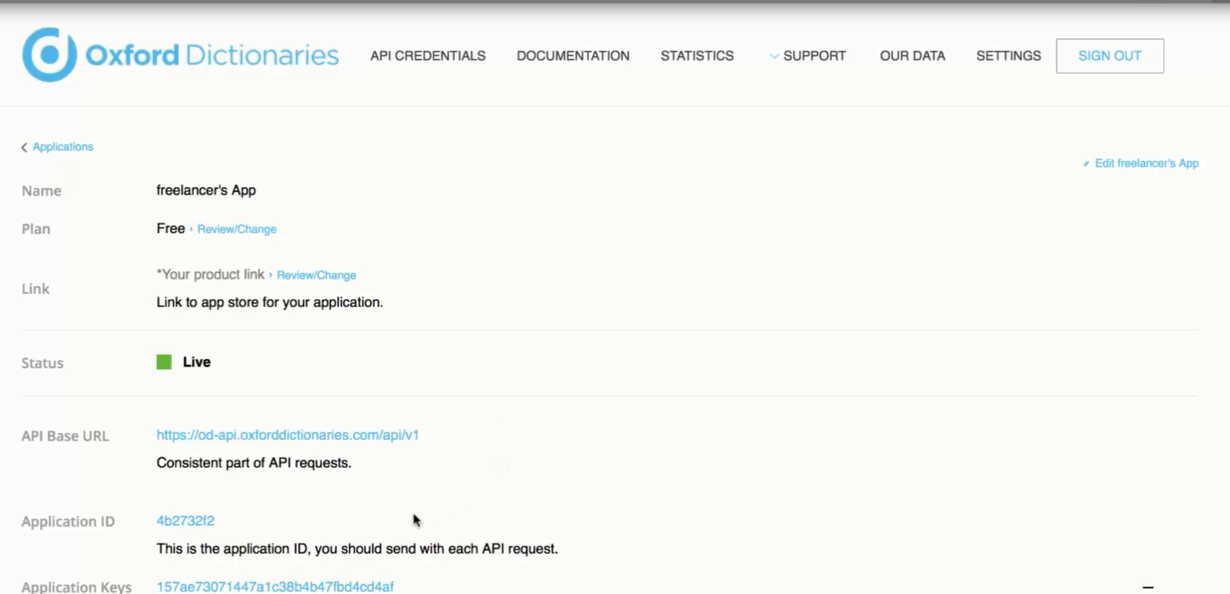 Oxford Dictionaries API CREDENTIALS DOCUMENTATION STATISTICS SUPPORT OUR DATA SETTINGS SIGN OUT
Applications
Edit freelancer's App
Name freelancer's App
Plan Free › Review/Change
*Your product link › Review/Change
Link
Link to app store for your application.
Status Live
API Base URL https://od-api.oxforddictionaries.com/api/v1
Consistent part of API requests.
Application ID 4b2732f2
This is the application ID, you should send with each API request.
Application Keys 157ae73071447a1c38b4b47fbd4cd4af